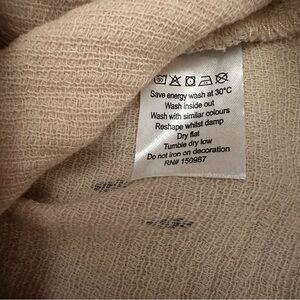 30
Save energy wash at 30°C
Wash inside out
Wash with similar colours
Reshape whilst damp
Dry flat
Tumble dry low
Do not iron on decoration
RN# 150987